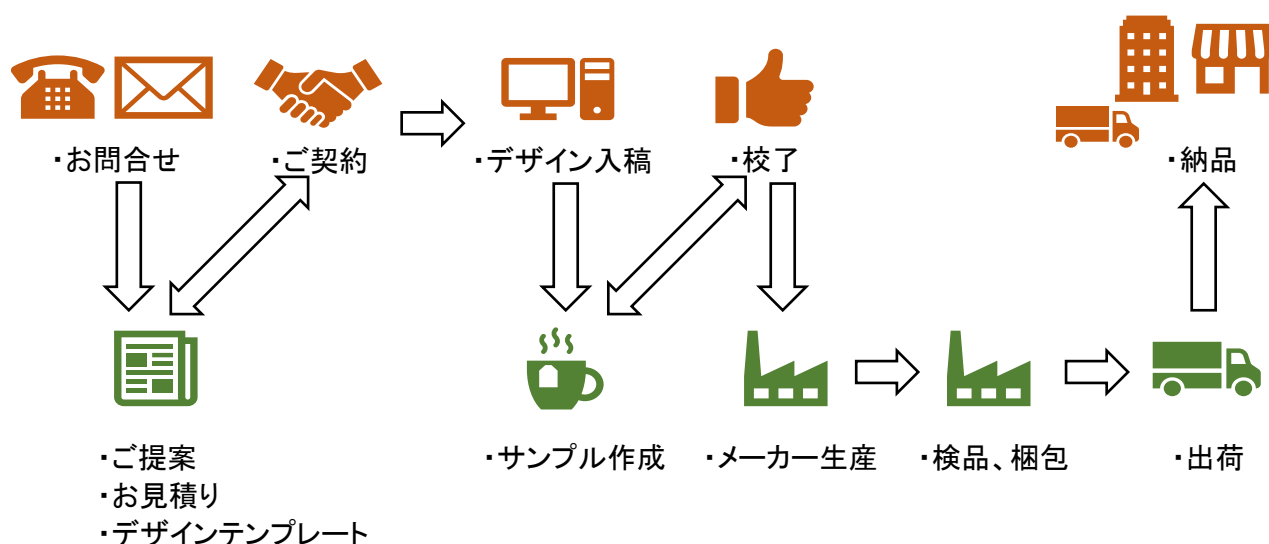 ・お問合せ
・ご契約
・デザイン入稿
・校了
・納品
・ご提案
・お見積り
・デザインテンプレート
・サンプル作成
・メーカー生産
・検品、梱包
・出荷